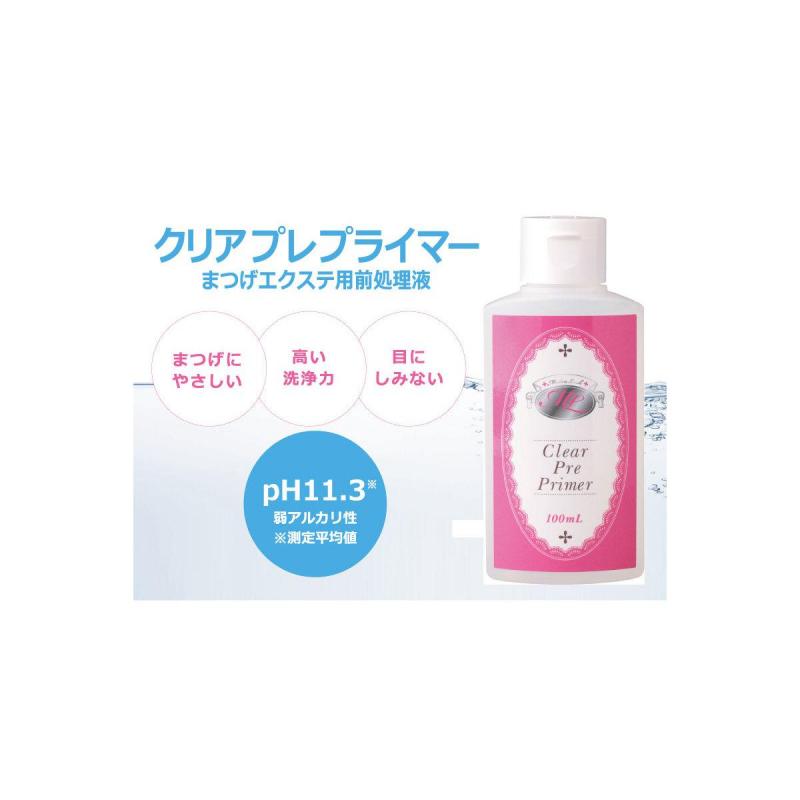 クリアプレプライマー
まつげエクステ用前処理液
まつげに
やさしい
高い
洗浄力
目に
しみない
pH11.3※
弱アルカリ性
※測定平均値
Clear
Pre
Primer
100mL